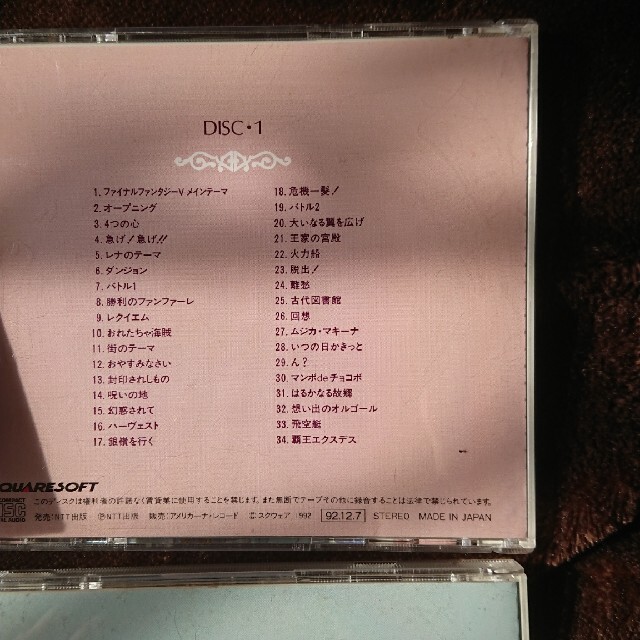 DISC・1
1. ファイナルファンタジーV メインテーマ
2. オープニング
3. 4つの心
4. 急げ!急げ!!
5. レナのテーマ
6. ダンジョン
7. バトル1
8. 勝利のファンファーレ
9. レクイエム
10. おれたちゃ海賊
11. 街のテーマ
12. おやすみなさい
13. 封印されしもの
14. 呪いの地
15. 幻惑されて
16. ハーヴェスト
17. 銀嶺を行く
18. 危機一髪!
19. バトル2
20. 大いなる翼を広げ
21. 王家の宮殿
22. 火力船
23. 脱出!
24. 離愁
25. 古代図書館
26. 回想
27. ムジカ・マキーナ
28. いつの日かきっと
29. ん?
30. マンボdeチョコボ
31. はるかなる故郷
32. 想い出のオルゴール
33. 飛空艇
34. 覇王エクスデス
QUARESOFT
このディスクは権利者の許諾なく賃貸業に使用することを禁じます。また無断でテープその他に録音することは法律で禁じられています。
発売:NTT出版 ℗NTT出版 販売:アメリカーナ・レコード ©スクウェア 1992 92.12.7 STEREO MADE IN JAPAN